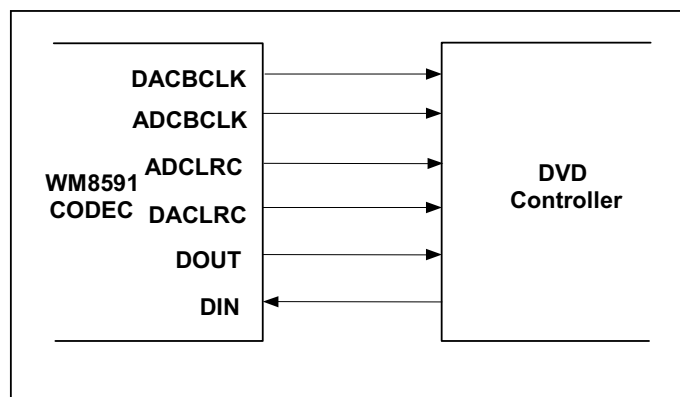 DACBCLK
ADCBCLK
ADCLRC
WM8591
CODEC
DACLRC
DOUT
DIN
DVD
Controller